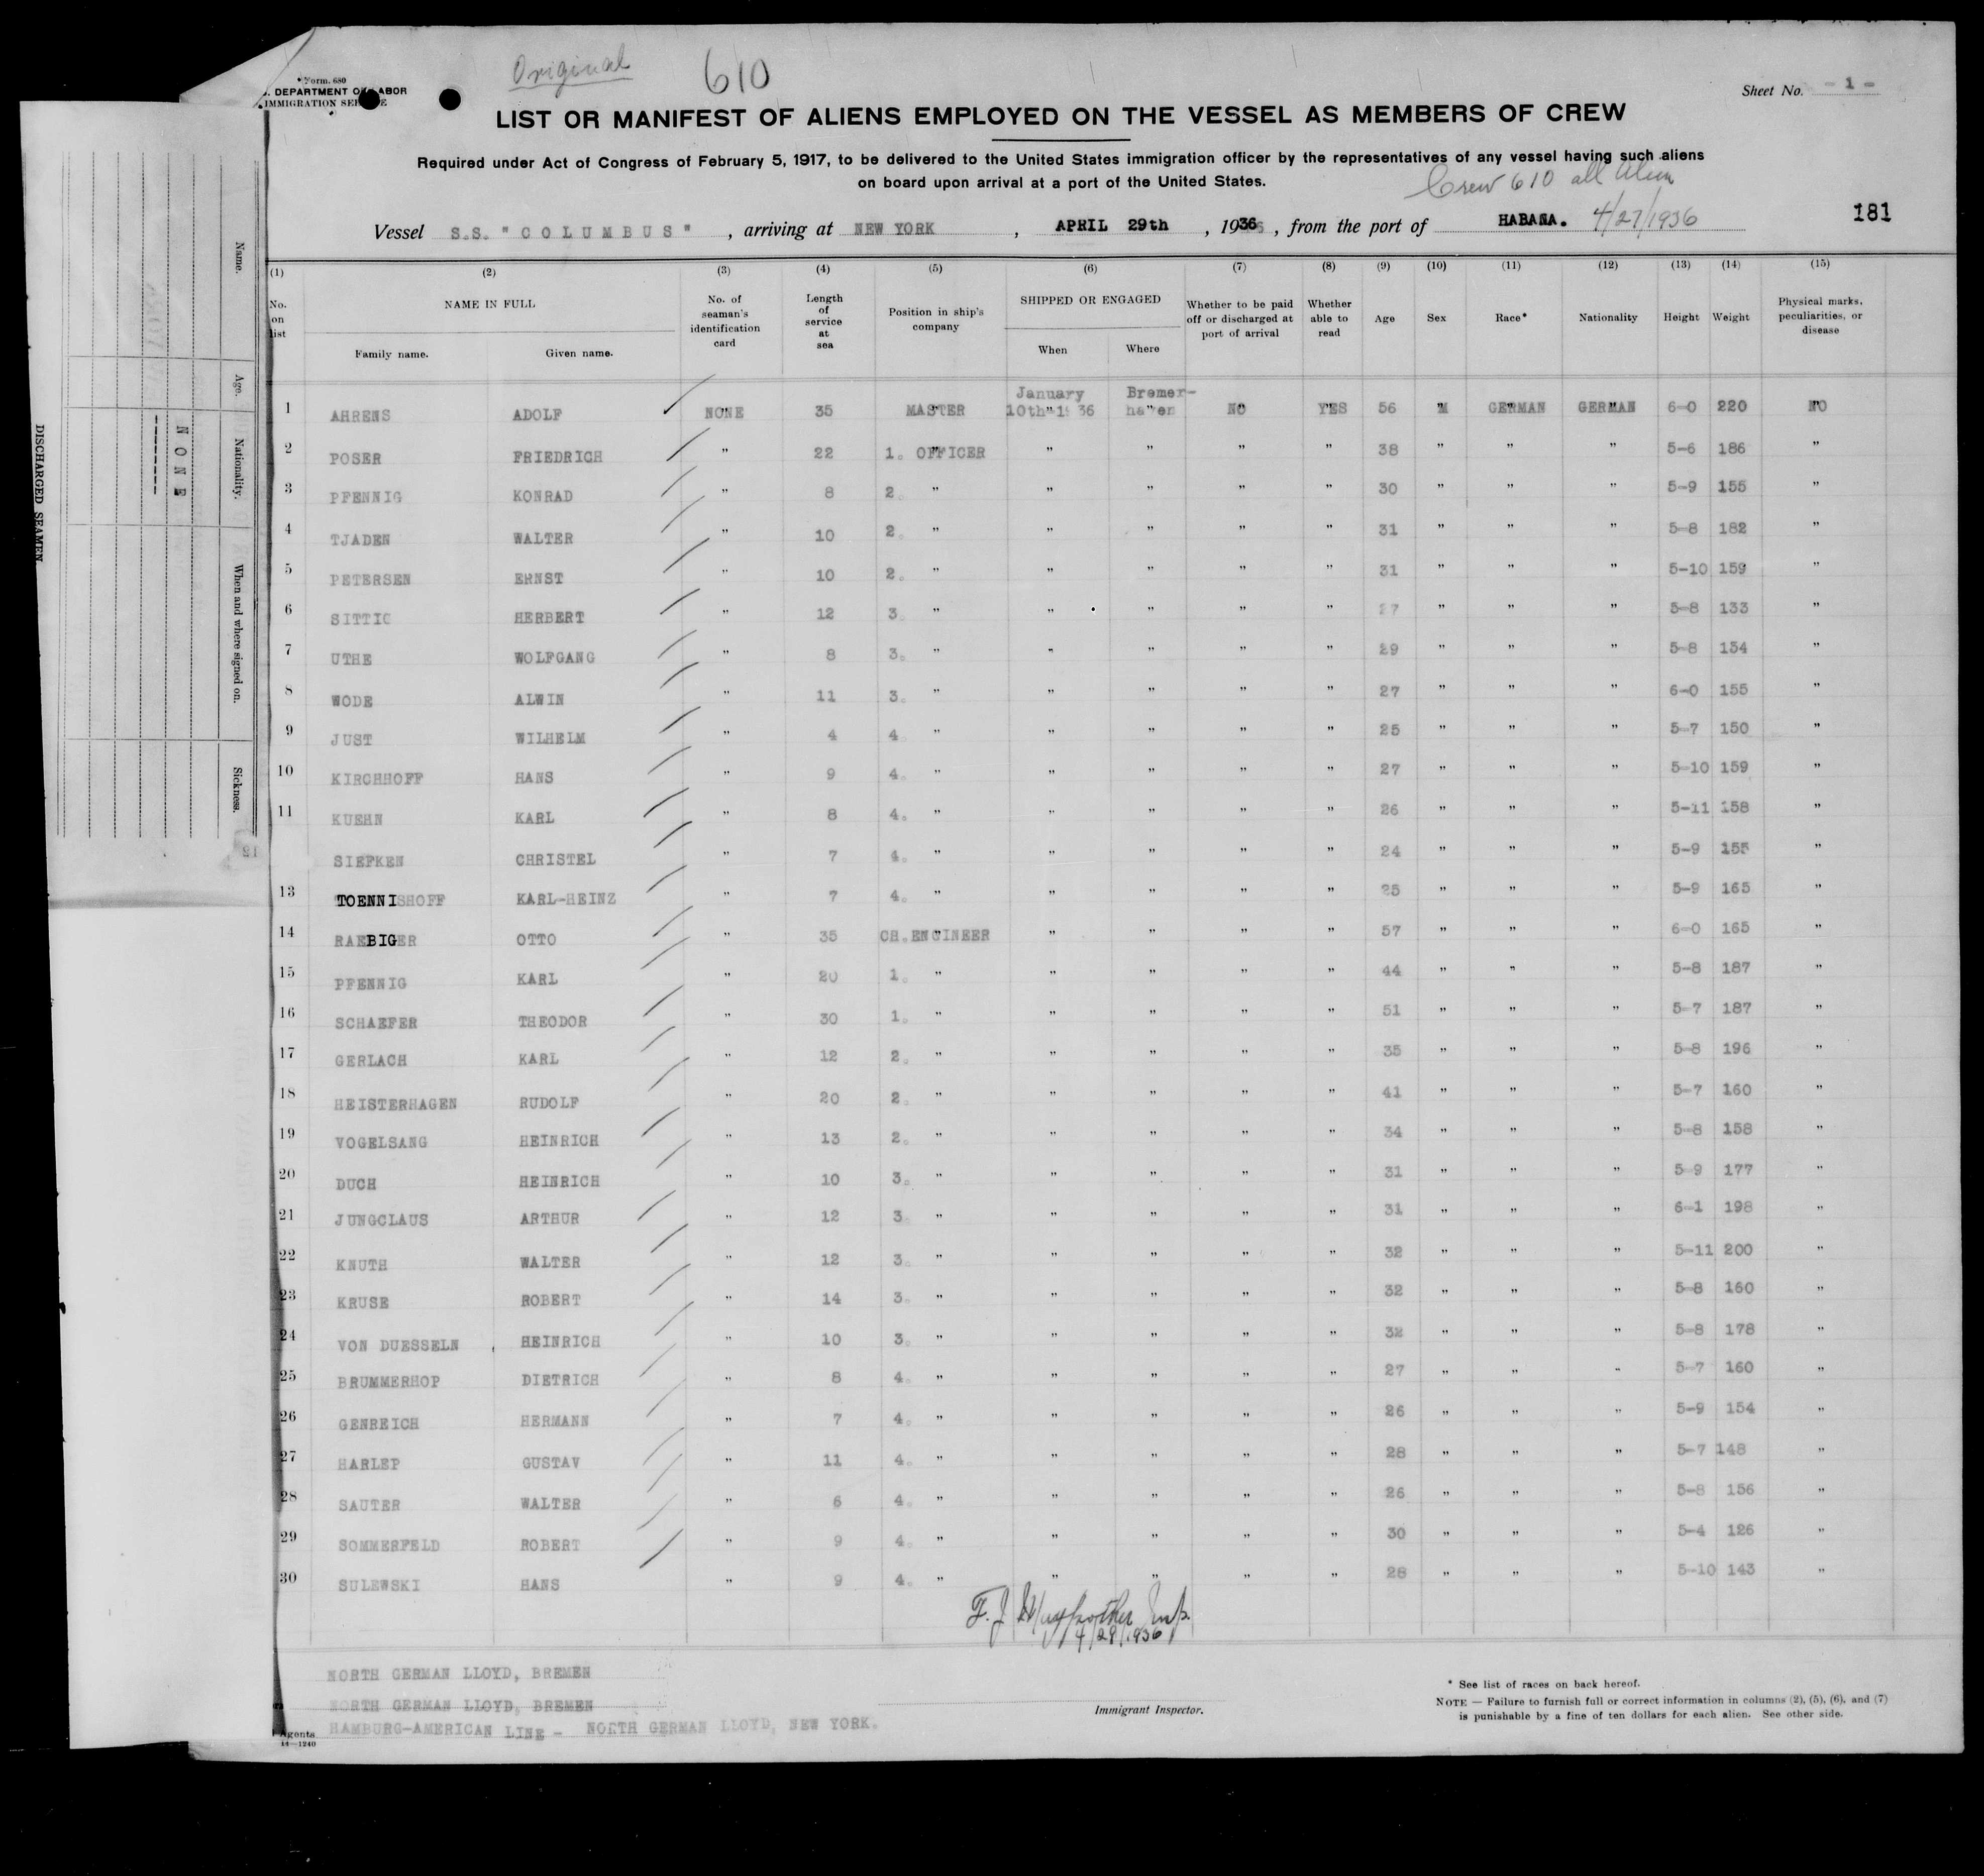 Original 610
Form. 680
. DEPARTMENT OF LABOR
IMMIGRATION SERVICE
Sheet No. - 1 -
LIST OR MANIFEST OF ALIENS EMPLOYED ON THE VESSEL AS MEMBERS OF CREW
Required under Act of Congress of February 5, 1917, to be delivered to the United States immigration officer by the representatives of any vessel having such aliens
on board upon arrival at a port of the United States.
Crew 610 all Alien
Vessel S.S. "COLUMBUS", arriving at NEW YORK, APRIL 29th, 1936, from the port of HABANA. 4/27/1936
181
(1) (2) (3) (4) (5) (6) (7) (8) (9) (10) (11) (12) (13) (14) (15)
No. on list NAME IN FULL Family name. Given name. No. of seaman's identification card Length of service at sea Position in ship's company SHIPPED OR ENGAGED When Where Whether to be paid off or discharged at port of arrival Whether able to read Age Sex Race* Nationality Height Weight Physical marks, peculiarities, or disease
1 AHRENS ADOLF NONE 35 MASTER January 10th 1936 Bremerhaven NO YES 56 M GERMAN GERMAN 6-0 220 NO
2 POSER FRIEDRICH " 22 1. OFFICER " " " " 38 " " " 5-6 186 "
3 PFENNIG KONRAD " 8 2. " " " " " 30 " " " 5-9 155 "
4 TJADEN WALTER " 10 2. " " " " " 31 " " " 5-8 182 "
5 PETERSEN ERNST " 10 2. " " " " " 31 " " " 5-10 159 "
6 SITTIG HERBERT " 12 3. " " " " " 27 " " " 5-8 133 "
7 UTHE WOLFGANG " 8 3. " " " " " 29 " " " 5-8 154 "
8 WODE ALWIN " 11 3. " " " " " 27 " " " 6-0 155 "
9 JUST WILHELM " 4 4 " " " " " 25 " " " 5-7 150 "
10 KIRCHHOFF HANS " 9 4. " " " " " 27 " " " 5-10 159 "
11 KUEHN KARL " 8 4. " " " " " 26 " " " 5-11 158 "
SIEFKEN CHRISTEL " 7 4. " " " " " 24 " " " 5-9 155 "
13 TOENNISHOFF KARL-HEINZ " 7 4. " " " " " 25 " " " 5-9 165 "
14 RAEBIGER OTTO " 35 CH.ENGINEER " " " " 57 " " " 6-0 165 "
15 PFENNIG KARL " 20 1. " " " " " 44 " " " 5-8 187 "
16 SCHAEFER THEODOR " 30 1. " " " " " 51 " " " 5-7 187 "
17 GERLACH KARL " 12 2. " " " " " 35 " " " 5-8 196 "
18 HEISTERHAGEN RUDOLF " 20 2. " " " " " 41 " " " 5-7 160 "
19 VOGELSANG HEINRICH " 13 2. " " " " " 34 " " " 5-8 158 "
20 DUCH HEINRICH " 10 3. " " " " " 31 " " " 5-9 177 "
21 JUNGCLAUS ARTHUR " 12 3 " " " " " 31 " " " 6-1 198 "
22 KNUTH WALTER " 12 3. " " " " " 32 " " " 5-11 200 "
23 KRUSE ROBERT " 14 3. " " " " " 32 " " " 5-8 160 "
24 VON DUESSELN HEINRICH " 10 3. " " " " " 32 " " " 5-8 178 "
25 BRUMMERHOP DIETRICH " 8 4. " " " " " 27 " " " 5-7 160 "
26 GENREICH HERMANN " 7 4. " " " " " 26 " " " 5-9 154 "
27 HARLEP GUSTAV " 11 4. " " " " " 28 " " " 5-7 148 "
28 SAUTER WALTER " 6 4. " " " " " 26 " " " 5-8 156 "
29 SOMMERFELD ROBERT " 9 4. " " " " " 30 " " " 5-4 126 "
30 SULEWSKI HANS " 9 4. " " " " " 28 " " " 5-10 143 "
F. J.
4/29/1936
NORTH GERMAN LLOYD, BREMEN
NORTH GERMAN LLOYD, BREMEN
Agents HAMBURG-AMERICAN LINE - NORTH GERMAN LLOYD, NEW YORK.
14-1240
Immigrant Inspector.
* See list of races on back hereof.
NOTE — Failure to furnish full or correct information in columns (2), (5), (6), and (7)
is punishable by a fine of ten dollars for each alien. See other side.
DISCHARGED SEAMEN
Name. Age. Nationality. When and where signed on. Sickness.
NONE